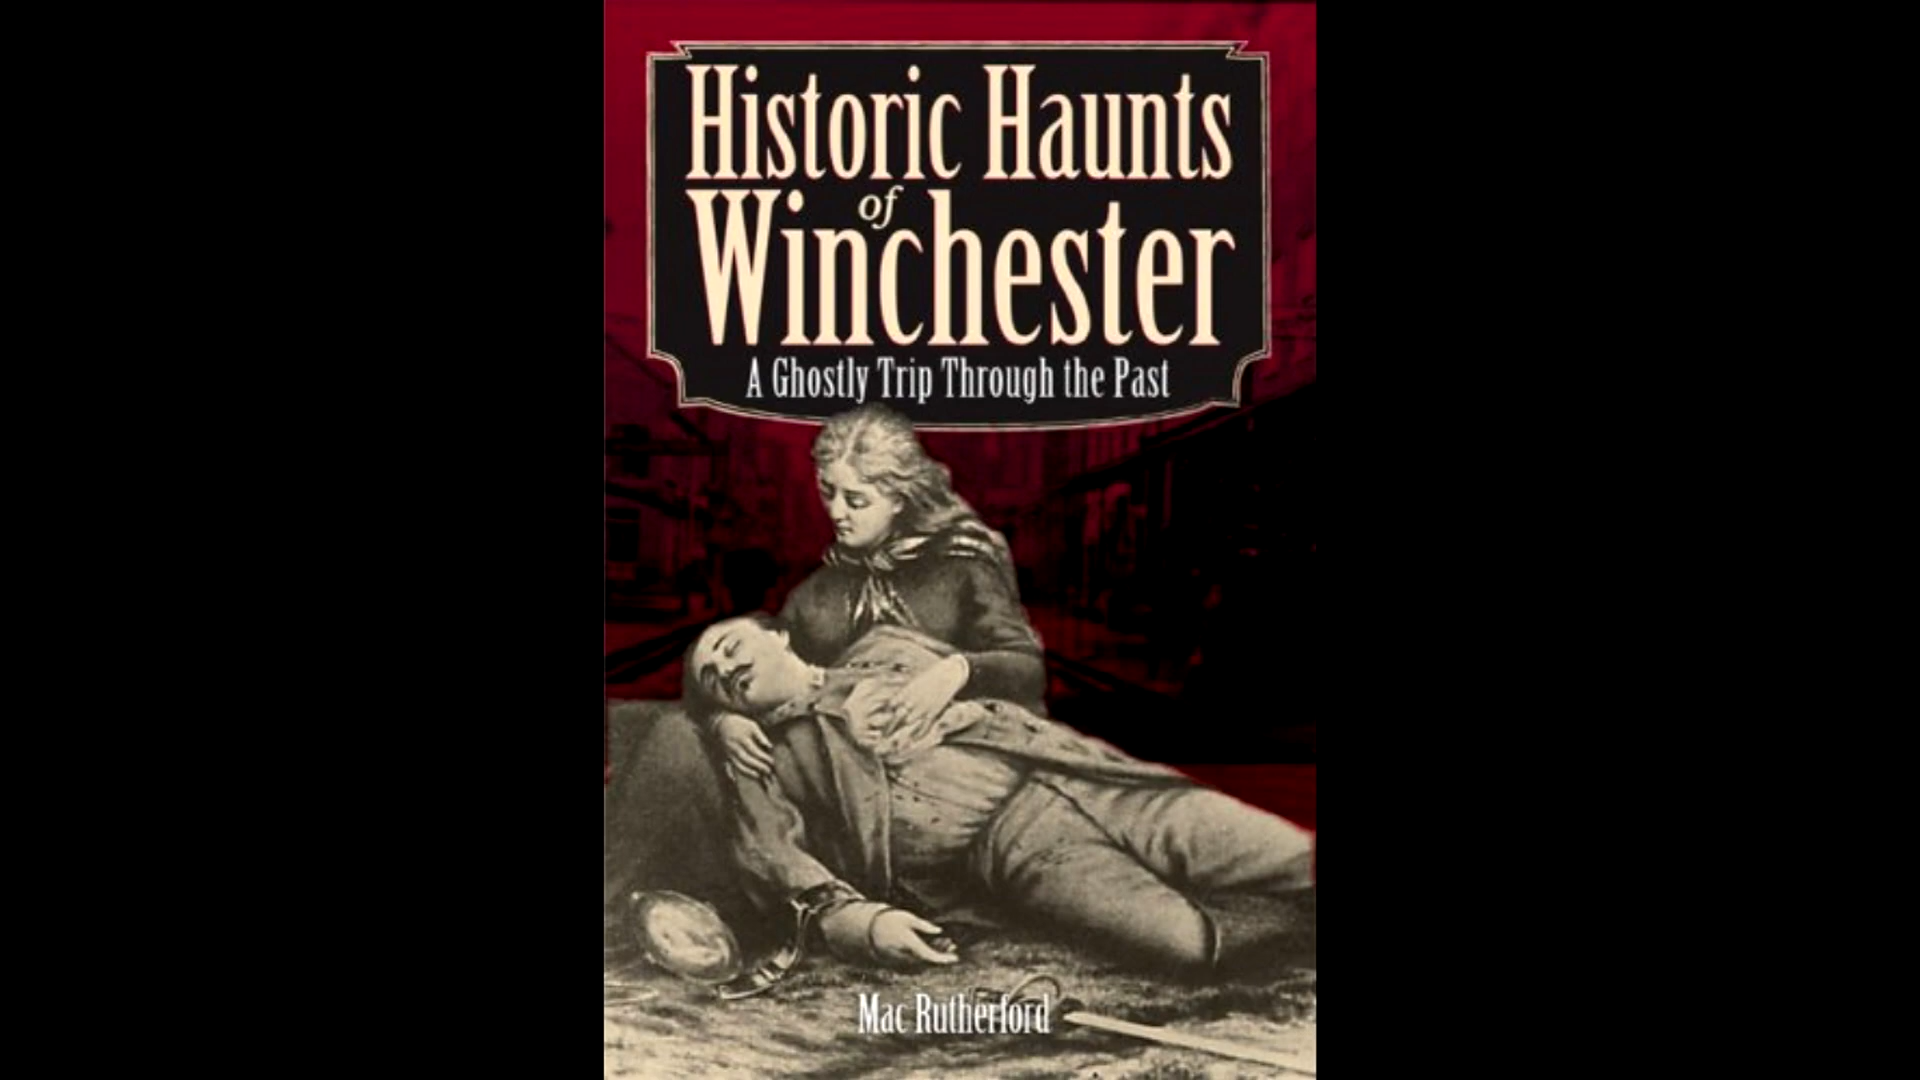 Historic Haunts
of
Winchester
A Ghostly Trip Through the Past
Mac Rutherford